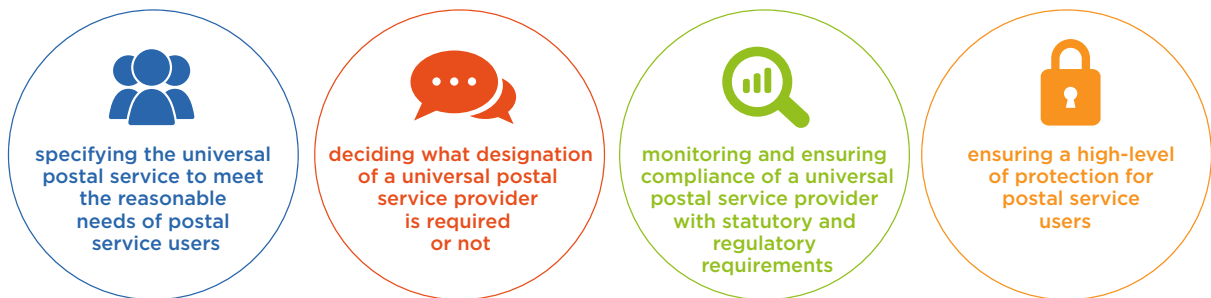 specifying the universal
postal service to meet
the reasonable
needs of postal
service users
deciding what designation
of a universal postal
service provider
is required
or not
monitoring and ensuring
compliance of a universal
postal service provider
with statutory and
regulatory
requirements
ensuring a high-level
of protection for
postal service
users